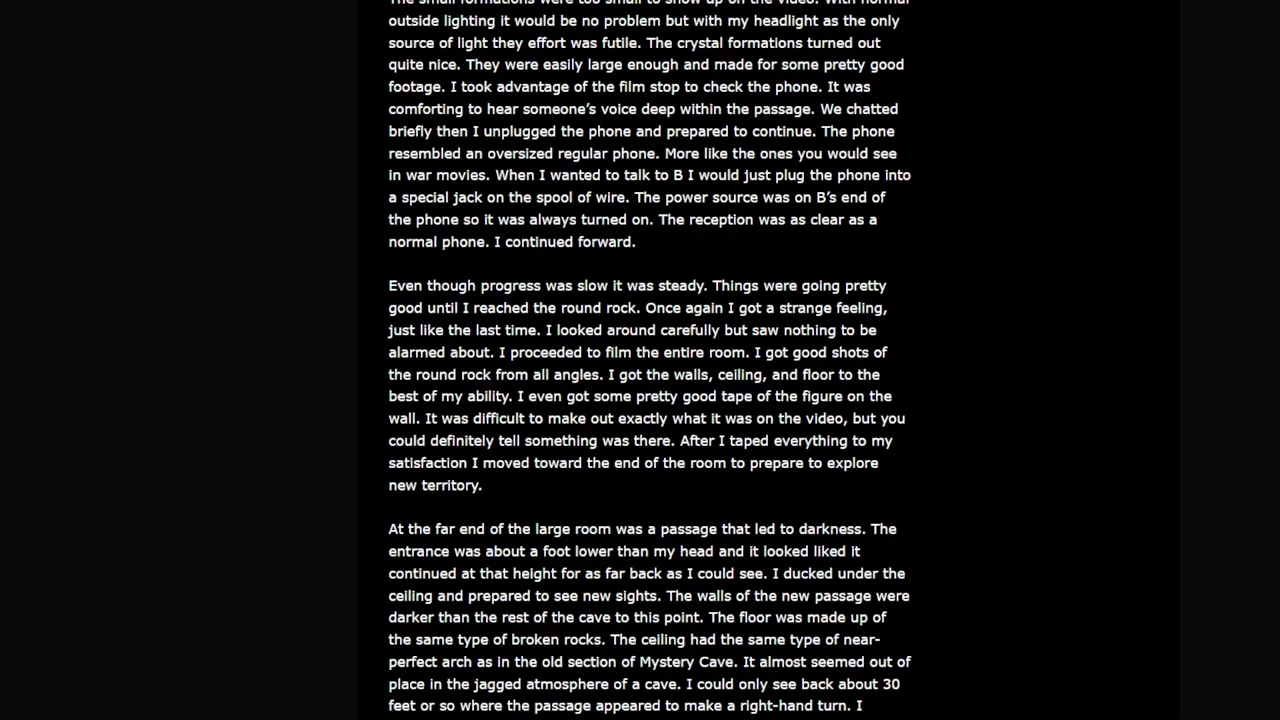 The small formations were too small to show up on the video. With normal
outside lighting it would be no problem but with my headlight as the only
source of light they effort was futile. The crystal formations turned out
quite nice. They were easily large enough and made for some pretty good
footage. I took advantage of the film stop to check the phone. It was
comforting to hear someone’s voice deep within the passage. We chatted
briefly then I unplugged the phone and prepared to continue. The phone
resembled an oversized regular phone. More like the ones you would see
in war movies. When I wanted to talk to B I would just plug the phone into
a special jack on the spool of wire. The power source was on B’s end of
the phone so it was always turned on. The reception was as clear as a
normal phone. I continued forward.
Even though progress was slow it was steady. Things were going pretty
good until I reached the round rock. Once again I got a strange feeling,
just like the last time. I looked around carefully but saw nothing to be
alarmed about. I proceeded to film the entire room. I got good shots of
the round rock from all angles. I got the walls, ceiling, and floor to the
best of my ability. I even got some pretty good tape of the figure on the
wall. It was difficult to make out exactly what it was on the video, but you
could definitely tell something was there. After I taped everything to my
satisfaction I moved toward the end of the room to prepare to explore
new territory.
At the far end of the large room was a passage that led to darkness. The
entrance was about a foot lower than my head and it looked liked it
continued at that height for as far back as I could see. I ducked under the
ceiling and prepared to see new sights. The walls of the new passage were
darker than the rest of the cave to this point. The floor was made up of
the same type of broken rocks. The ceiling had the same type of near-
perfect arch as in the old section of Mystery Cave. It almost seemed out of
place in the jagged atmosphere of a cave. I could only see back about 30
feet or so where the passage appeared to make a right-hand turn. I